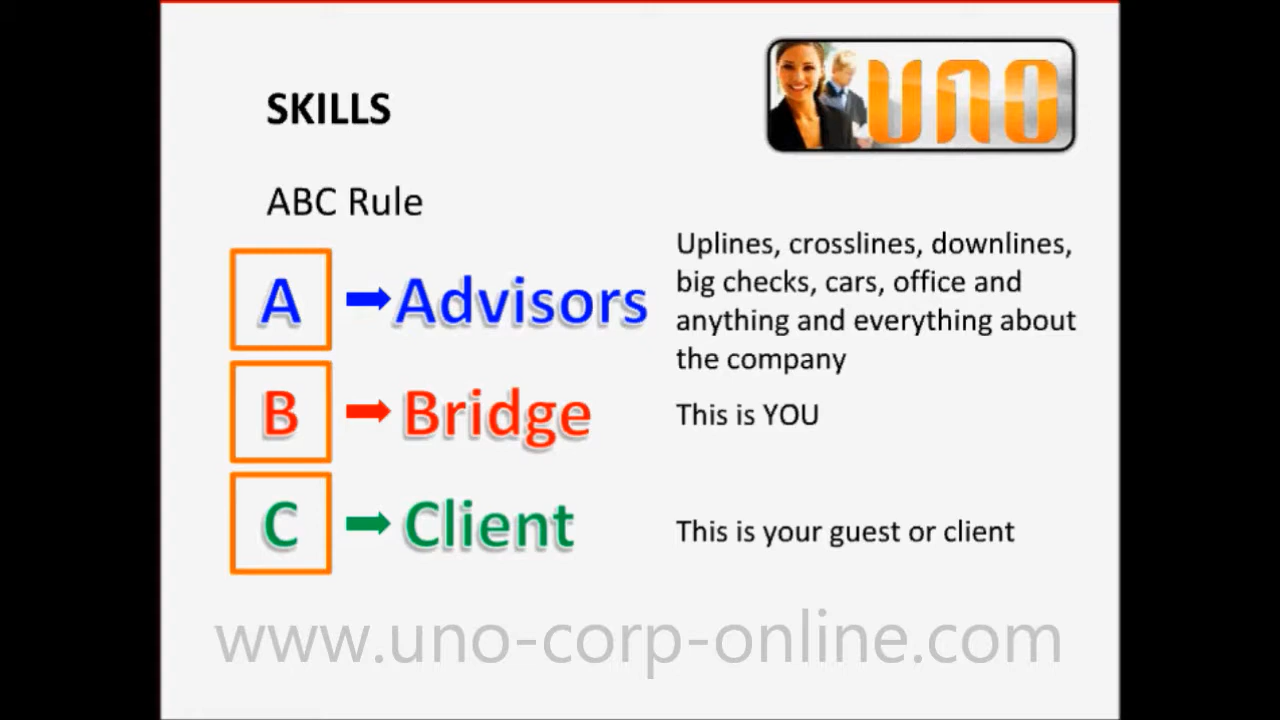 UNO
SKILLS
ABC Rule
A Advisors
Uplines, crosslines, downlines,
big checks, cars, office and
anything and everything about
the company
B Bridge
This is YOU
C Client
This is your guest or client
www.uno-corp-online.com